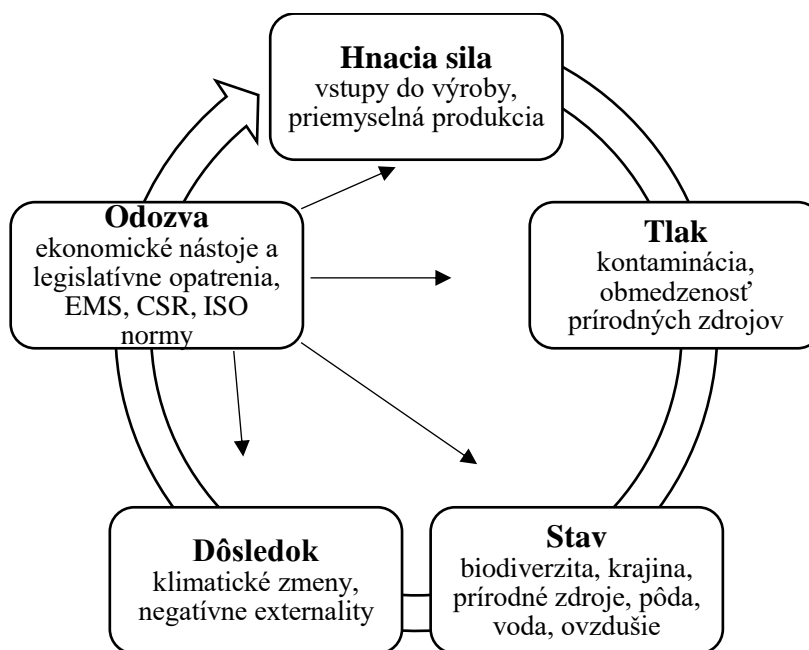 Hnacia sila
vstupy do výroby,
priemyselná produkcia
Odozva
ekonomické nástoje a
legislatívne opatrenia,
EMS, CSR, ISO
normy
Tlak
kontaminácia,
obmedzenosť
prírodných zdrojov
Dôsledok
klimatické zmeny,
negatívne externality
Stav
biodiverzita, krajina,
prírodné zdroje, pôda,
voda, ovzdušie